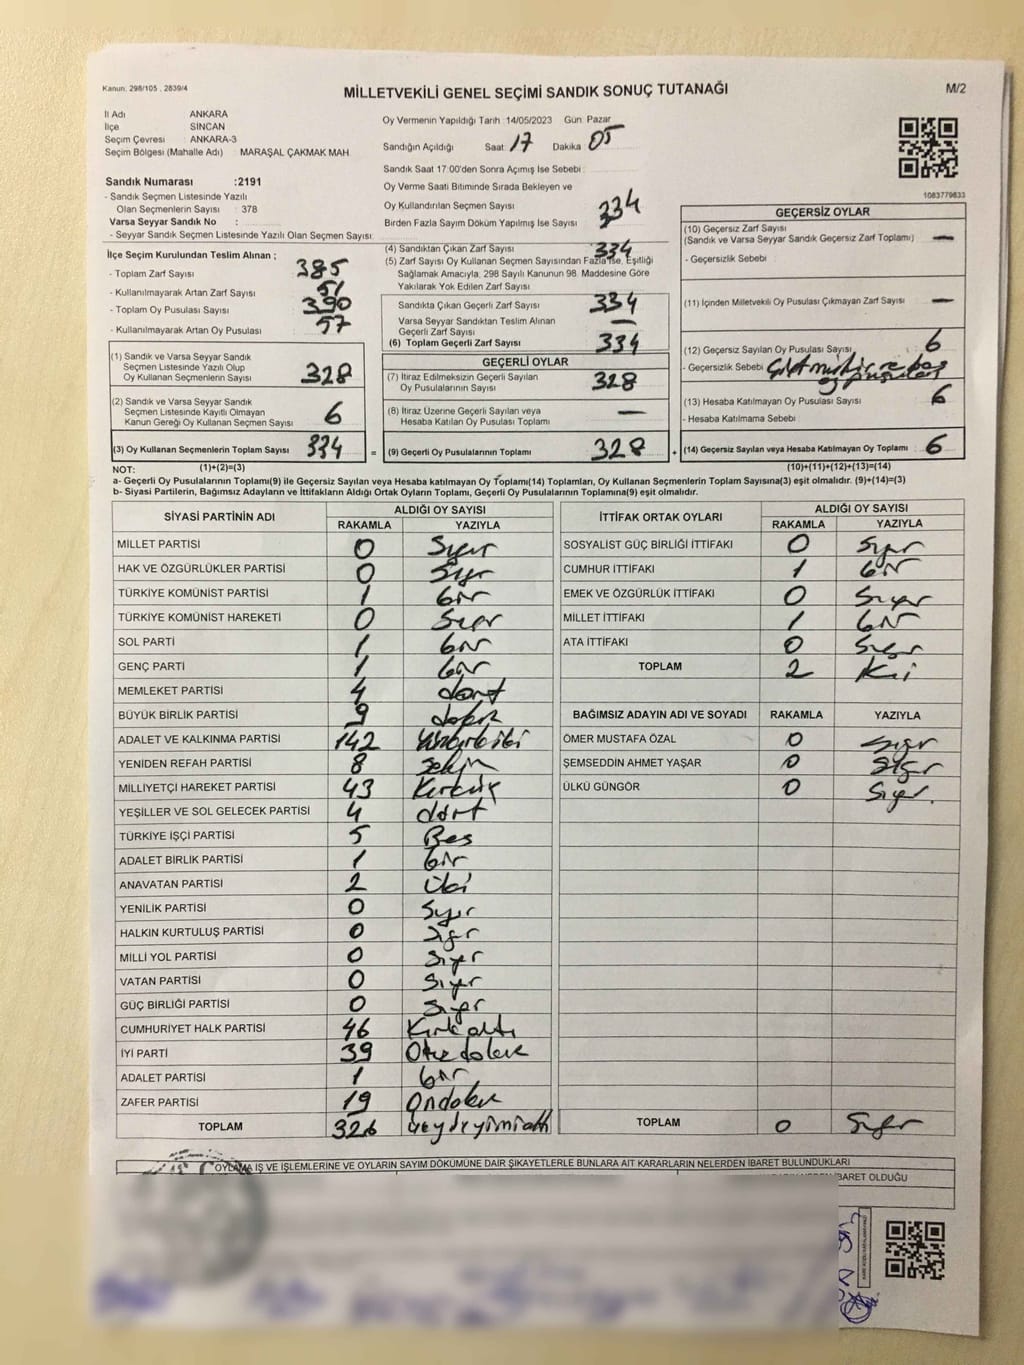 Kanun. 298/105 , 2839/4
MİLLETVEKİLİ GENEL SEÇİMİ SANDIK SONUÇ TUTANAĞI
M/2
İl Adı ANKARA
İlçe SİNCAN
Seçim Çevresi ANKARA-3
Seçim Bölgesi (Mahalle Adı) MARAŞAL ÇAKMAK MAH.
Sandık Numarası :2191
- Sandık Seçmen Listesinde Yazılı
Olan Seçmenlerin Sayısı : 378
Varsa Seyyar Sandık No :
- Seyyar Sandık Seçmen Listesinde Yazılı Olan Seçmen Sayısı:
Oy Vermenin Yapıldığı Tarih :14/05/2023 Gün: Pazar
Sandığın Açıldığı Saat: 17 Dakika: 05
Sandık Saat 17:00'den Sonra Açımış İse Sebebi :
Oy Verme Saati Bitiminde Sırada Bekleyen ve
Oy Kullandırılan Seçmen Sayısı
Birden Fazla Sayım Döküm Yapılmış İse Sayısı : 334
1083779833
İlçe Seçim Kurulundan Teslim Alınan ;
- Toplam Zarf Sayısı : 385
- Kullanılmayarak Artan Zarf Sayısı : 51
- Toplam Oy Pusulası Sayısı : 390
- Kullanılmayarak Artan Oy Pusulası : 57
(4) Sandıktan Çıkan Zarf Sayısı : 334
(5) Zarf Sayısı Oy Kullanan Seçmen Sayısından Fazla İse, Eşitliği
Sağlamak Amacıyla, 298 Sayılı Kanunun 98. Maddesine Göre
Yakılarak Yok Edilen Zarf Sayısı :
Sandıkta Çıkan Geçerli Zarf Sayısı : 334
Varsa Seyyar Sandıktan Teslim Alınan
Geçerli Zarf Sayısı : —
(6) Toplam Geçerli Zarf Sayısı : 334
GEÇERSİZ OYLAR
(10) Geçersiz Zarf Sayısı
(Sandık ve Varsa Seyyar Sandık Geçersiz Zarf Toplamı) : —
- Geçersizlik Sebebi :
(11) İçinden Milletvekili Oy Pusulası Çıkmayan Zarf Sayısı : —
(12) Geçersiz Sayılan Oy Pusulası Sayısı : 6
- Geçersizlik Sebebi :
(13) Hesaba Katılmayan Oy Pusulası Sayısı : 6
- Hesaba Katılmama Sebebi :
(1) Sandık ve Varsa Seyyar Sandık
Seçmen Listesinde Yazılı Olup
Oy Kullanan Seçmenlerin Sayısı : 328
(2) Sandık ve Varsa Seyyar Sandık
Seçmen Listesinde Kayıtlı Olmayan
Kanun Gereği Oy Kullanan Seçmen Sayısı : 6
GEÇERLİ OYLAR
(7) İtiraz Edilmeksizin Geçerli Sayılan
Oy Pusulalarının Sayısı : 328
(8) İtiraz Üzerine Geçerli Sayılan veya
Hesaba Katılan Oy Pusulası Toplamı : —
(3) Oy Kullanan Seçmenlerin Toplam Sayısı : 334 = (9) Geçerli Oy Pusulalarının Toplamı : 328 + (14) Geçersiz Sayılan veya Hesaba Katılmayan Oy Toplamı : 6
NOT: (1)+(2)=(3) (10)+(11)+(12)+(13)=(14)
a- Geçerli Oy Pusulalarının Toplamı(9) ile Geçersiz Sayılan veya Hesaba katılmayan Oy Toplamı(14) Toplamları, Oy Kullanan Seçmenlerin Toplam Sayısına(3) eşit olmalıdır. (9)+(14)=(3)
b- Siyasi Partilerin, Bağımsız Adayların ve İttifakların Aldığı Ortak Oyların Toplamı, Geçerli Oy Pusulalarının Toplamına(9) eşit olmalıdır.
SİYASİ PARTİNİN ADI ALDIĞI OY SAYISI
RAKAMLA YAZIYLA
MİLLET PARTİSİ 0 Sıfır
HAK VE ÖZGÜRLÜKLER PARTİSİ 0 Sıfır
TÜRKİYE KOMÜNİST PARTİSİ 1 bir
TÜRKİYE KOMÜNİST HAREKETİ 0 Sıfır
SOL PARTİ 1 bir
GENÇ PARTİ 1 bir
MEMLEKET PARTİSİ 4 dört
BÜYÜK BİRLİK PARTİSİ 9 dokuz
ADALET VE KALKINMA PARTİSİ 142 Yüzkırkiki
YENİDEN REFAH PARTİSİ 8 Sekiz
MİLLİYETÇİ HAREKET PARTİSİ 43 Kırküç
YEŞİLLER VE SOL GELECEK PARTİSİ 4 dört
TÜRKİYE İŞÇİ PARTİSİ 5 Beş
ADALET BİRLİK PARTİSİ 1 bir
ANAVATAN PARTİSİ 2 iki
YENİLİK PARTİSİ 0 Sıfır
HALKIN KURTULUŞ PARTİSİ 0 Sıfır
MİLLİ YOL PARTİSİ 0 Sıfır
VATAN PARTİSİ 0 Sıfır
GÜÇ BİRLİĞİ PARTİSİ 0 Sıfır
CUMHURİYET HALK PARTİSİ 46 Kırkaltı
İYİ PARTİ 39 Otuzdokuz
ADALET PARTİSİ 1 bir
ZAFER PARTİSİ 19 Ondokuz
TOPLAM 326 üçyüzyirmialtı
İTTİFAK ORTAK OYLARI ALDIĞI OY SAYISI
RAKAMLA YAZIYLA
SOSYALİST GÜÇ BİRLİĞİ İTTİFAKI 0 Sıfır
CUMHUR İTTİFAKI 1 bir
EMEK VE ÖZGÜRLÜK İTTİFAKI 0 Sıfır
MİLLET İTTİFAKI 1 bir
ATA İTTİFAKI 0 Sıfır
TOPLAM 2 iki
BAĞIMSIZ ADAYIN ADI VE SOYADI RAKAMLA YAZIYLA
ÖMER MUSTAFA ÖZAL 0 Sıfır
ŞEMSEDDİN AHMET YAŞAR 0 Sıfır
ÜLKÜ GÜNGÖR 0 Sıfır
TOPLAM 0 Sıfır
OYLAMA İŞ VE İŞLEMLERİNE VE OYLARIN SAYIM DÖKÜMÜNE DAİR ŞİKAYETLERLE BUNLARA AİT KARARLARIN NELERDEN İBARET BULUNDUKLARI
İBARET OLDUĞU